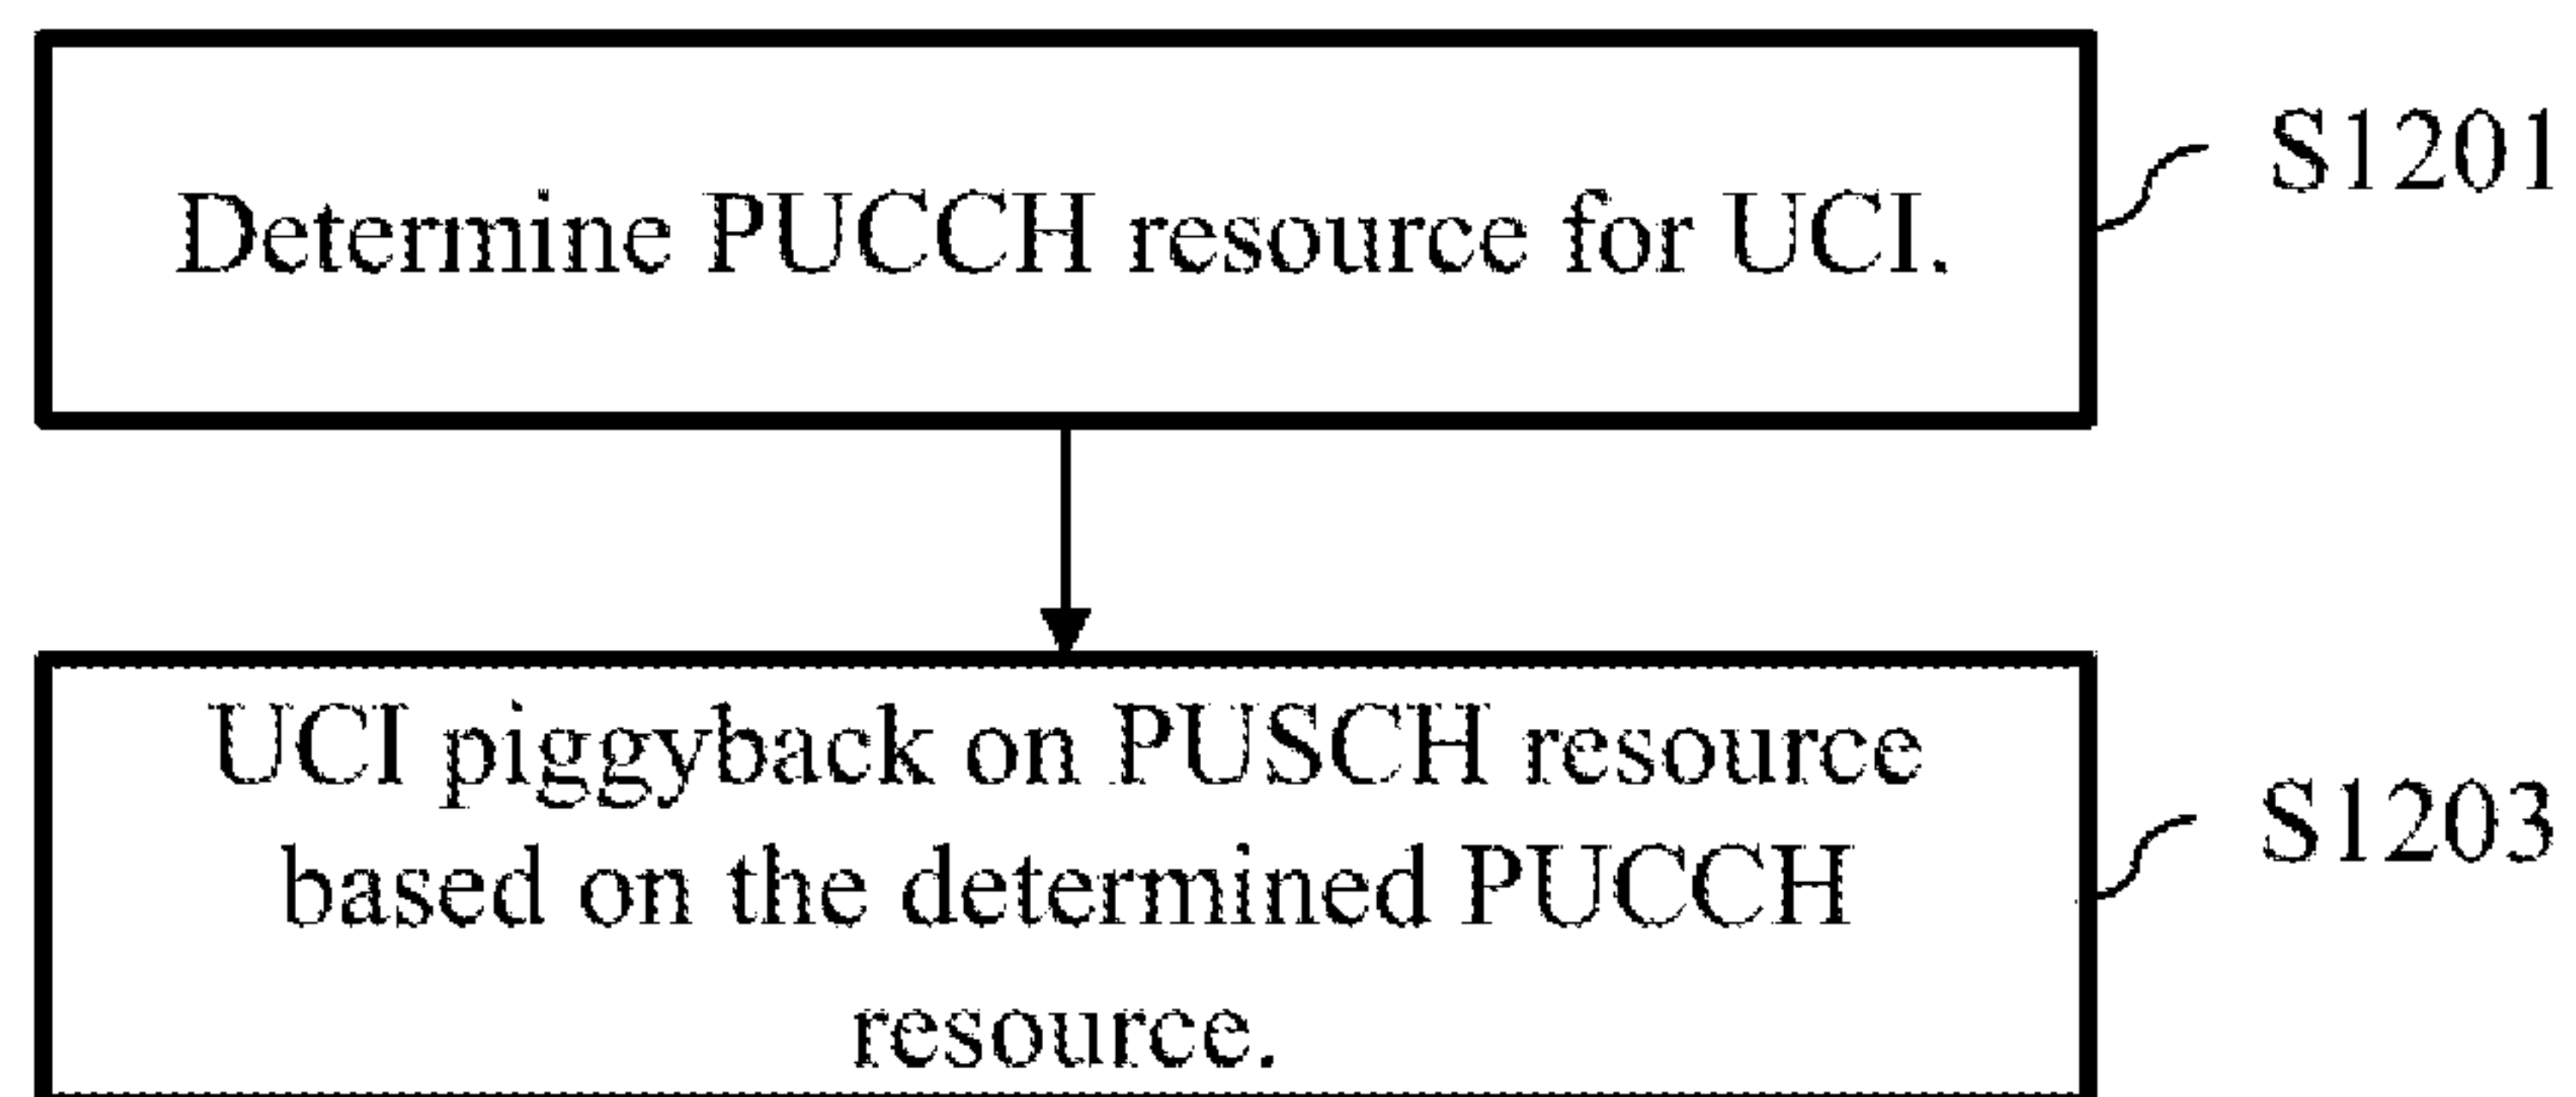 Determine PUCCH resource for UCI.
S1201
UCI piggyback on PUSCH resource
based on the determined PUCCH
resource.
S1203